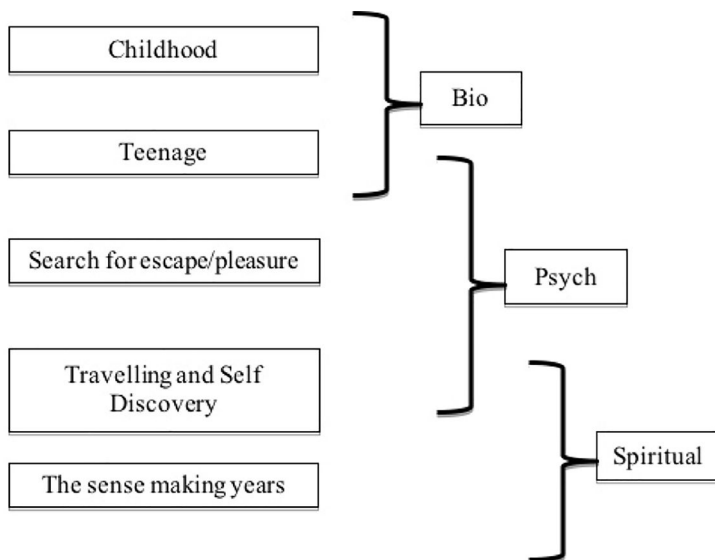 Childhood
Bio
Teenage
Search for escape/pleasure
Psych
Travelling and Self
Discovery
Spiritual
The sense making years